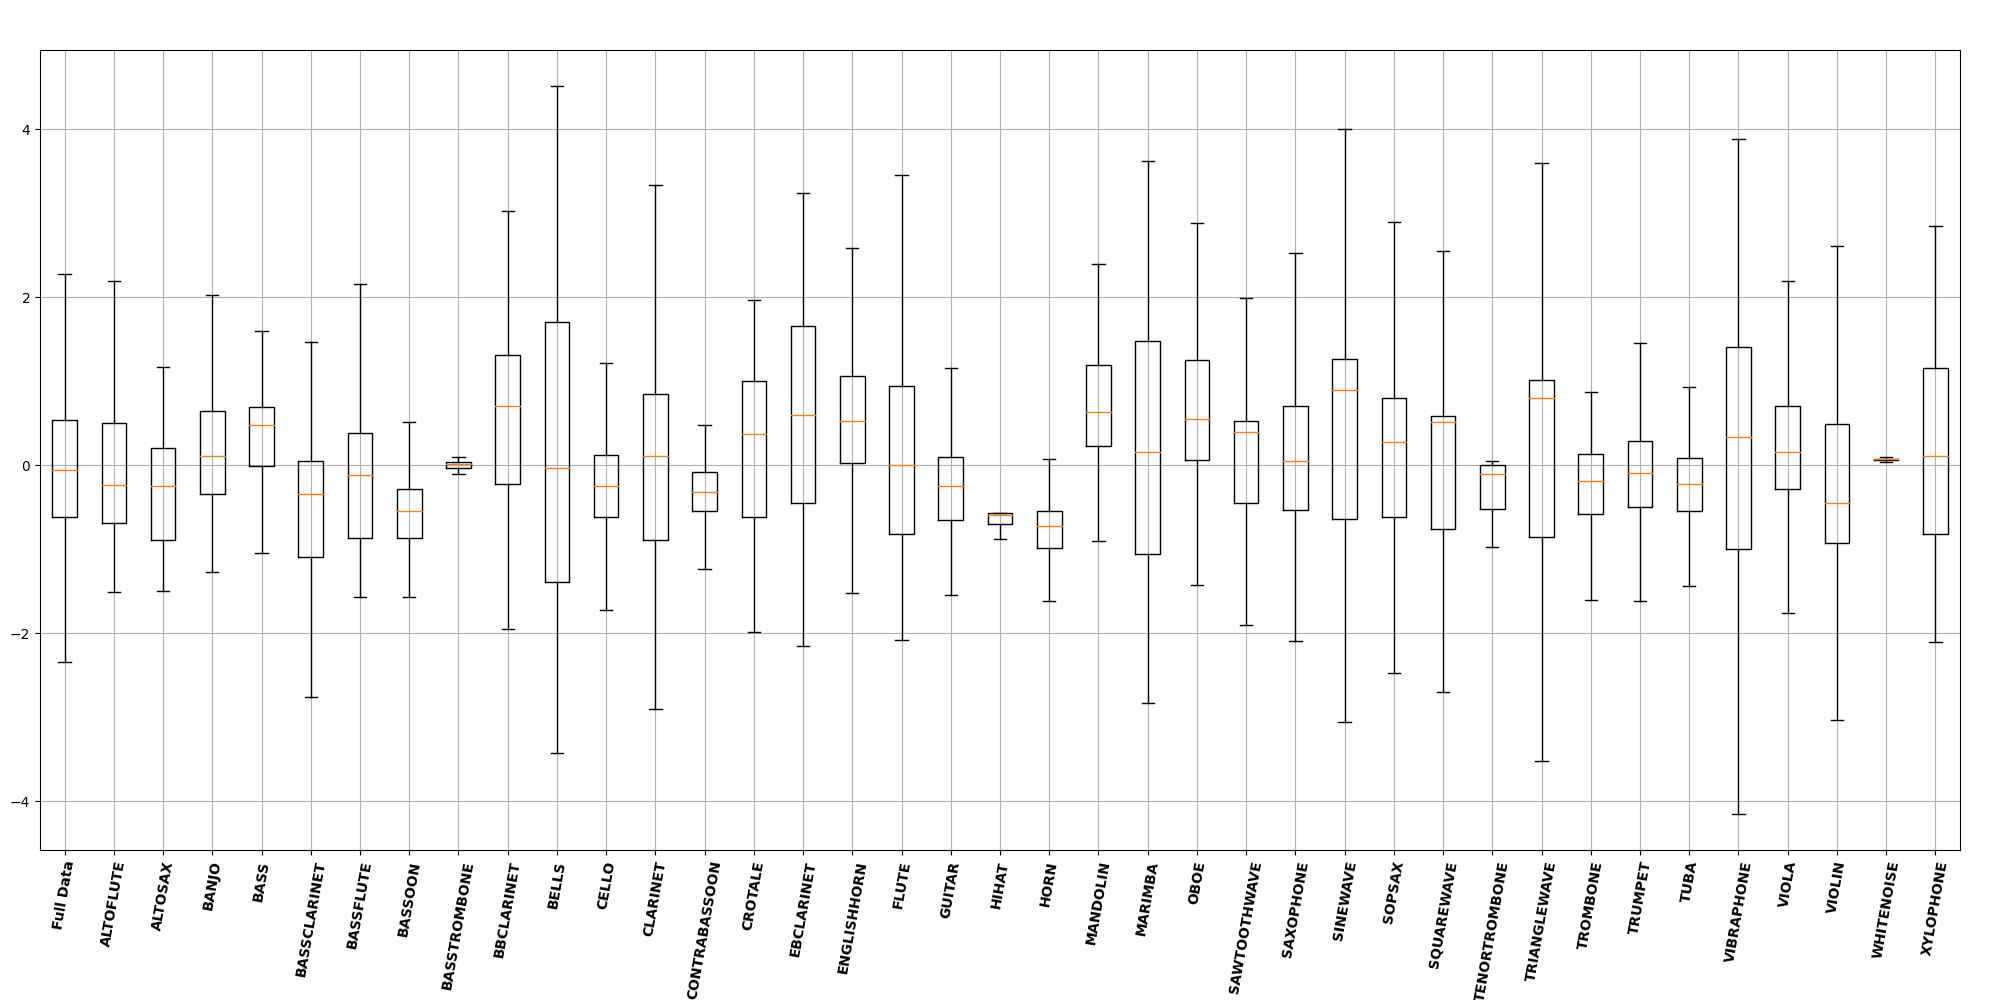 4
2
0
−2
−4
Full Data
ALTOFLUTE
ALTOSAX
BANJO
BASS
BASSCLARINET
BASSFLUTE
BASSOON
BASSTROMBONE
BBCLARINET
BELLS
CELLO
CLARINET
CONTRABASSOON
CROTALE
EBCLARINET
ENGLISHHORN
FLUTE
GUITAR
HIHAT
HORN
MANDOLIN
MARIMBA
OBOE
SAWTOOTHWAVE
SAXOPHONE
SINEWAVE
SOPSAX
SQUAREWAVE
TENORTROMBONE
TRIANGLEWAVE
TROMBONE
TRUMPET
TUBA
VIBRAPHONE
VIOLA
VIOLIN
WHITENOISE
XYLOPHONE